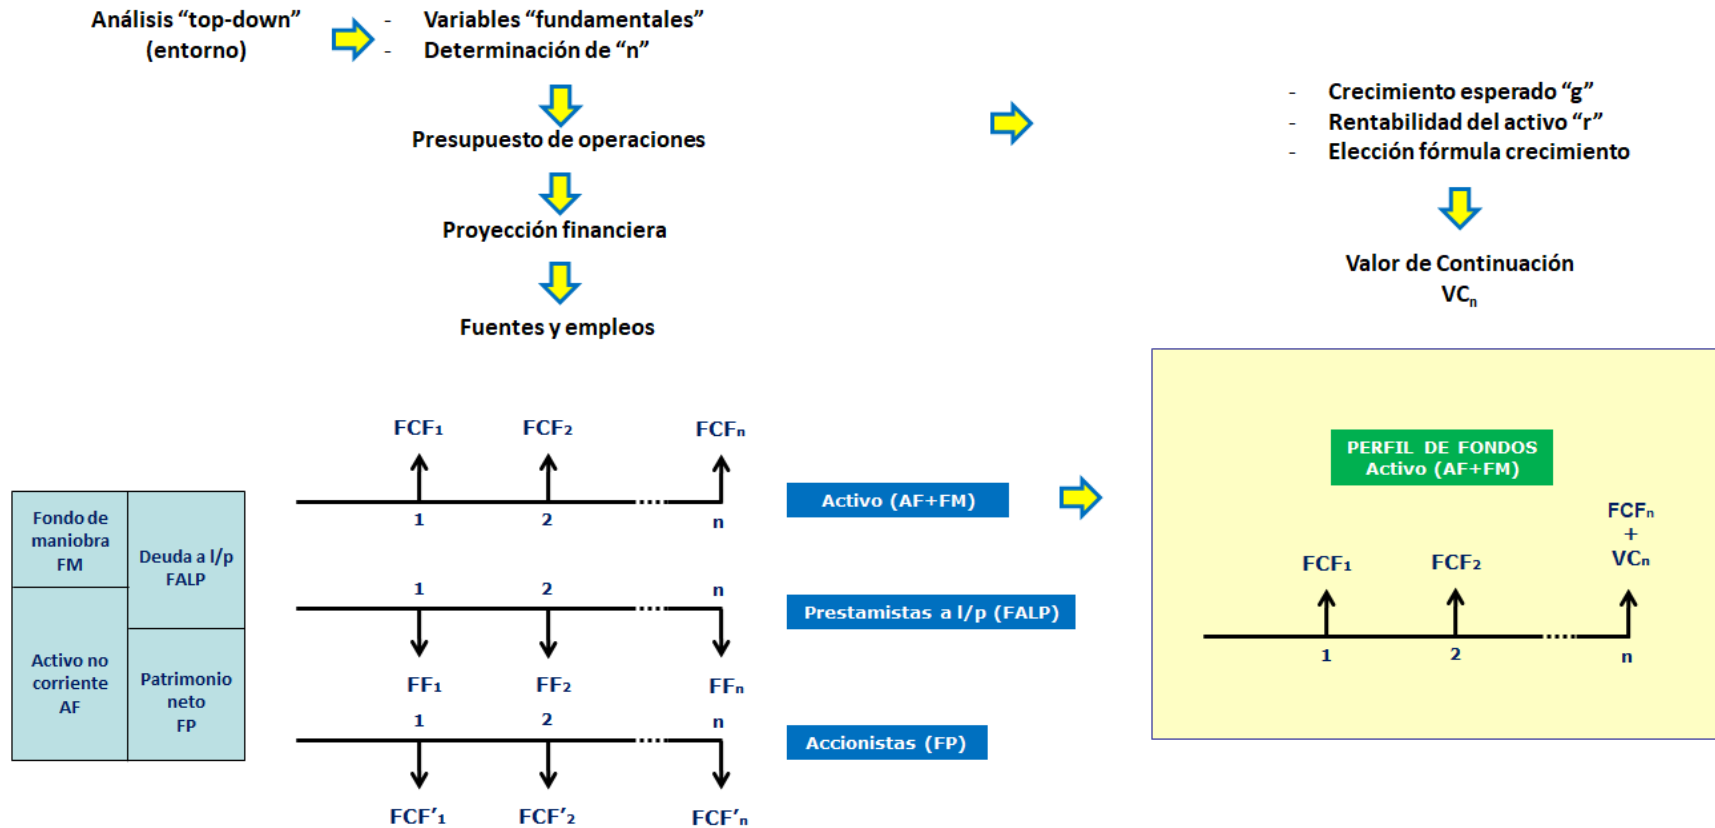 Análisis “top-down”
(entorno)
- Variables “fundamentales”
- Determinación de “n”
Presupuesto de operaciones
Proyección financiera
Fuentes y empleos
- Crecimiento esperado “g”
- Rentabilidad del activo “r”
- Elección fórmula crecimiento
Valor de Continuación
VCn
Fondo de
maniobra
FM
Activo no
corriente
AF
Deuda a l/p
FALP
Patrimonio
neto
FP
FCF1 FCF2 FCFn
1 2 n
Activo (AF+FM)
1 2 n
Prestamistas a l/p (FALP)
FF1 FF2 FFn
1 2 n
Accionistas (FP)
FCF’1 FCF’2 FCF’n
PERFIL DE FONDOS
Activo (AF+FM)
FCFn
+
VCn
FCF1 FCF2
1 2 n